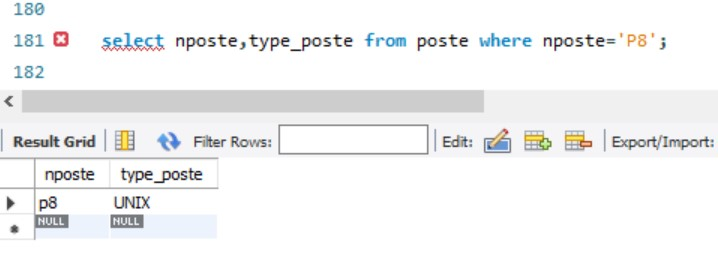 180
181 select nposte,type_poste from poste where nposte='P8';
182
Result Grid Filter Rows: Edit: Export/Import:
nposte type_poste
p8 UNIX
NULL NULL